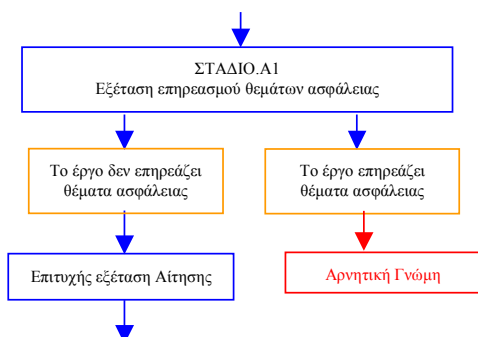 ΣΤΑΔΙΟ.Α1
Εξέταση επηρεασμού θεμάτων ασφάλειας
Το έργο δεν επηρεάζει
θέματα ασφάλειας
Το έργο επηρεάζει
θέματα ασφάλειας
Επιτυχής εξέταση Αίτησης
Αρνητική Γνώμη